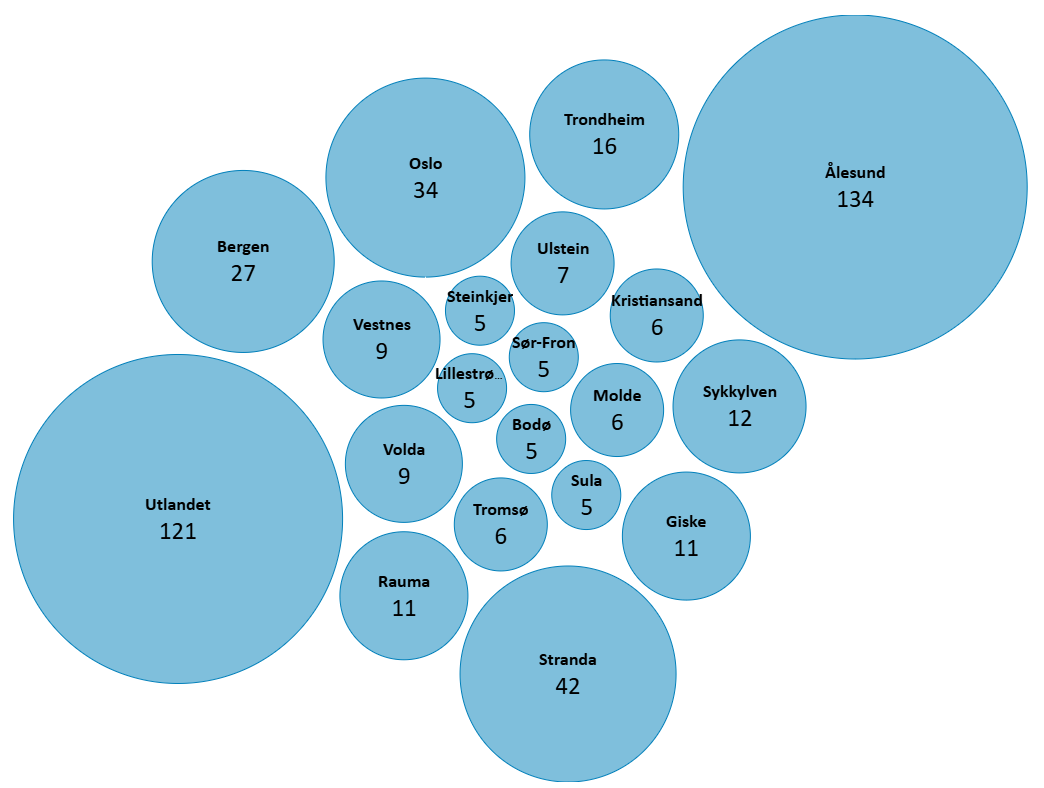 Trondheim
16
Oslo
34
Ålesund
134
Bergen
27
Ulstein
7
Steinkjer
5
Kristiansand
6
Vestnes
9
Sør-Fron
5
Lillestrø...
5
Molde
6
Sykkylven
12
Bodø
5
Volda
9
Sula
5
Utlandet
121
Tromsø
6
Giske
11
Rauma
11
Stranda
42